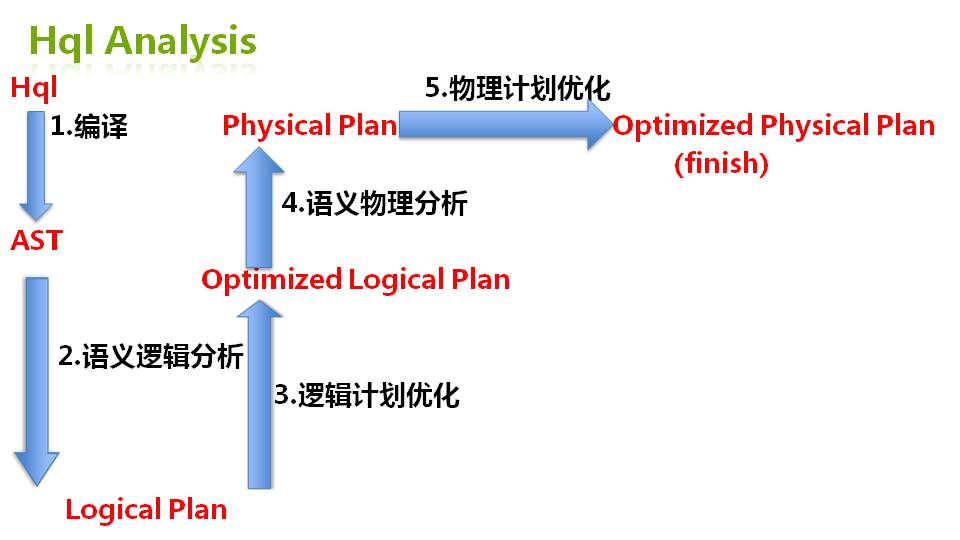 Hql Analysis
Hql
1.编译
AST
2.语义逻辑分析
Logical Plan
3.逻辑计划优化
Optimized Logical Plan
4.语义物理分析
Physical Plan
5.物理计划优化
Optimized Physical Plan
(finish)